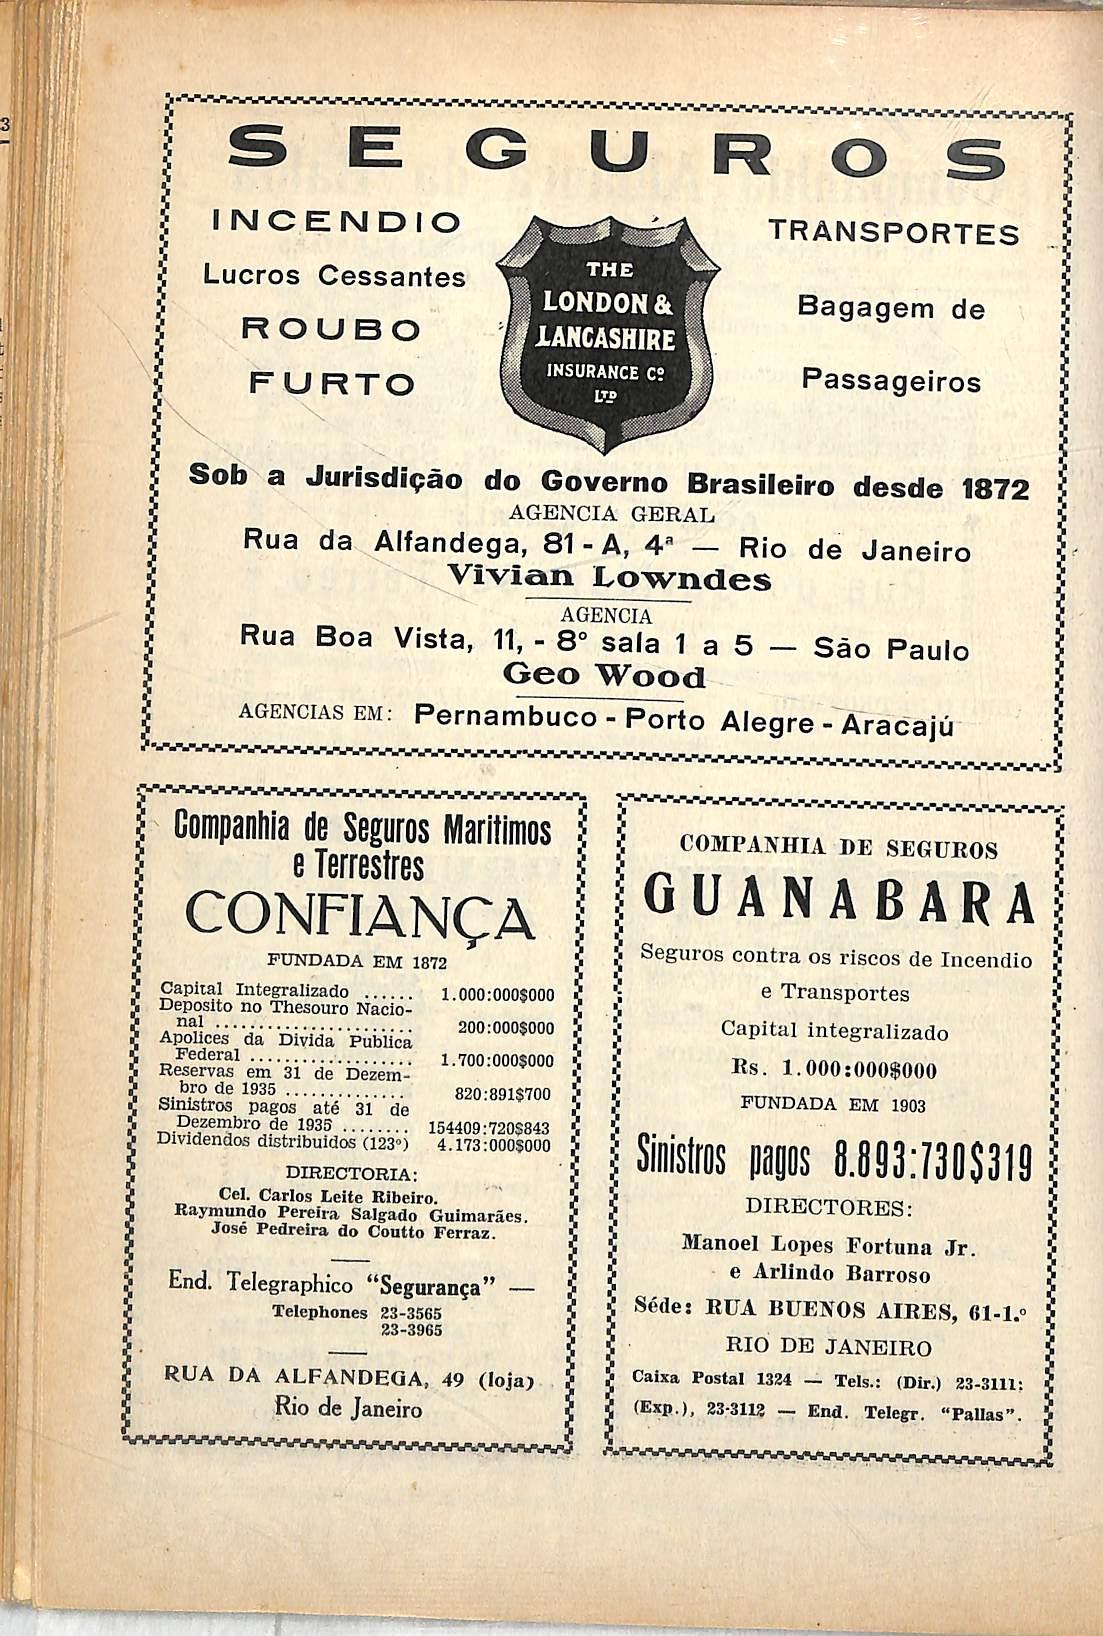 SEGUROS
INCENDIO
Lucros Cessantes
ROUBO
FURTO
THE
LONDON &
LANCASHIRE
INSURANCE Cº
LTD
TRANSPORTES
Bagagem de
Passageiros
Sob a Jurisdição do Governo Brasileiro desde 1872
AGENCIA GERAL
Rua da Alfandega, 81 - A, 4ª — Rio de Janeiro
Vivian Lowndes
AGENCIA
Rua Boa Vista, 11, - 8º sala 1 a 5 — São Paulo
Geo Wood
AGENCIAS EM: Pernambuco - Porto Alegre - Aracajú
Companhia de Seguros Maritimos
e Terrestres
CONFIANÇA
FUNDADA EM 1872
Capital Integralizado ...... 1.000:000$000
Deposito no Thesouro Nacio-
nal ....................... 200:000$000
Apolices da Divida Publica
Federal ................... 1.700:000$000
Reservas em 31 de Dezem-
bro de 1935 .............. 820:891$700
Sinistros pagos até 31 de
Dezembro de 1935 ........ 154409:720$843
Dividendos distribuidos (123º) 4.173:000$000
DIRECTORIA:
Cel. Carlos Leite Ribeiro.
Raymundo Pereira Salgado Guimarães.
José Pedreira do Coutto Ferraz.
End. Telegraphico “Segurança” —
Telephones 23-3565
23-3965
RUA DA ALFANDEGA, 49 (loja)
Rio de Janeiro
COMPANHIA DE SEGUROS
GUANABARA
Seguros contra os riscos de Incendio
e Transportes
Capital integralizado
Rs. 1.000:000$000
FUNDADA EM 1903
Sinistros pagos 8.893:730$319
DIRECTORES:
Manoel Lopes Fortuna Jr.
e Arlindo Barroso
Séde: RUA BUENOS AIRES, 61-1.º
RIO DE JANEIRO
Caixa Postal 1324 — Tels.: (Dir.) 23-3111;
(Exp.), 23-3112 — End. Telegr. “Pallas”.